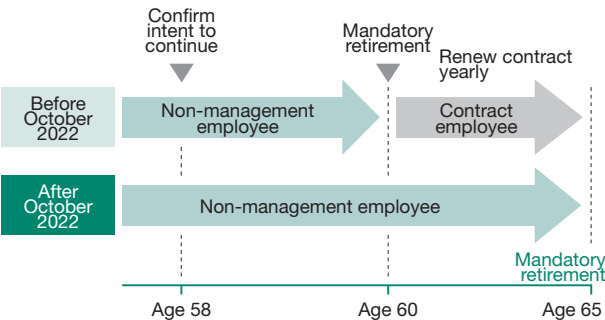 Confirm
intent to
continue
Mandatory
retirement
Renew contract
yearly
Before
October
2022
Non-management
employee
Contract
employee
After
October
2022
Non-management employee
Mandatory
retirement
Age 58
Age 60
Age 65